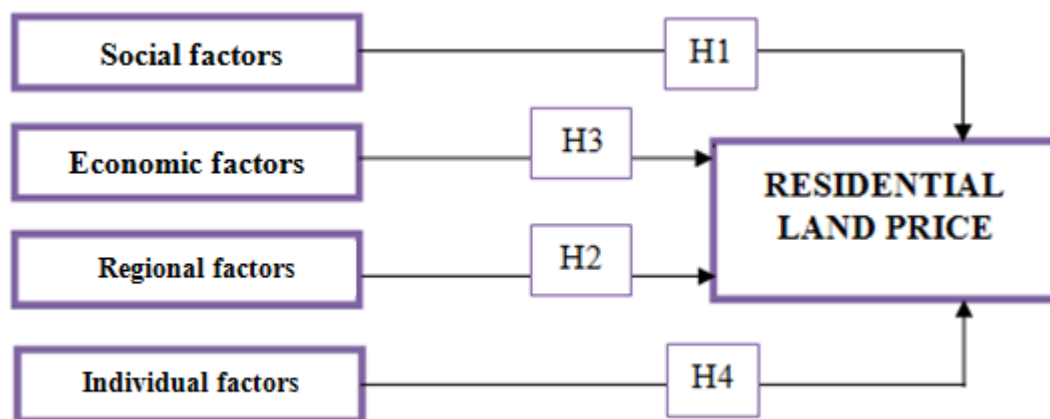 Social factors
H1
Economic factors
H3
RESIDENTIAL
LAND PRICE
Regional factors
H2
Individual factors
H4